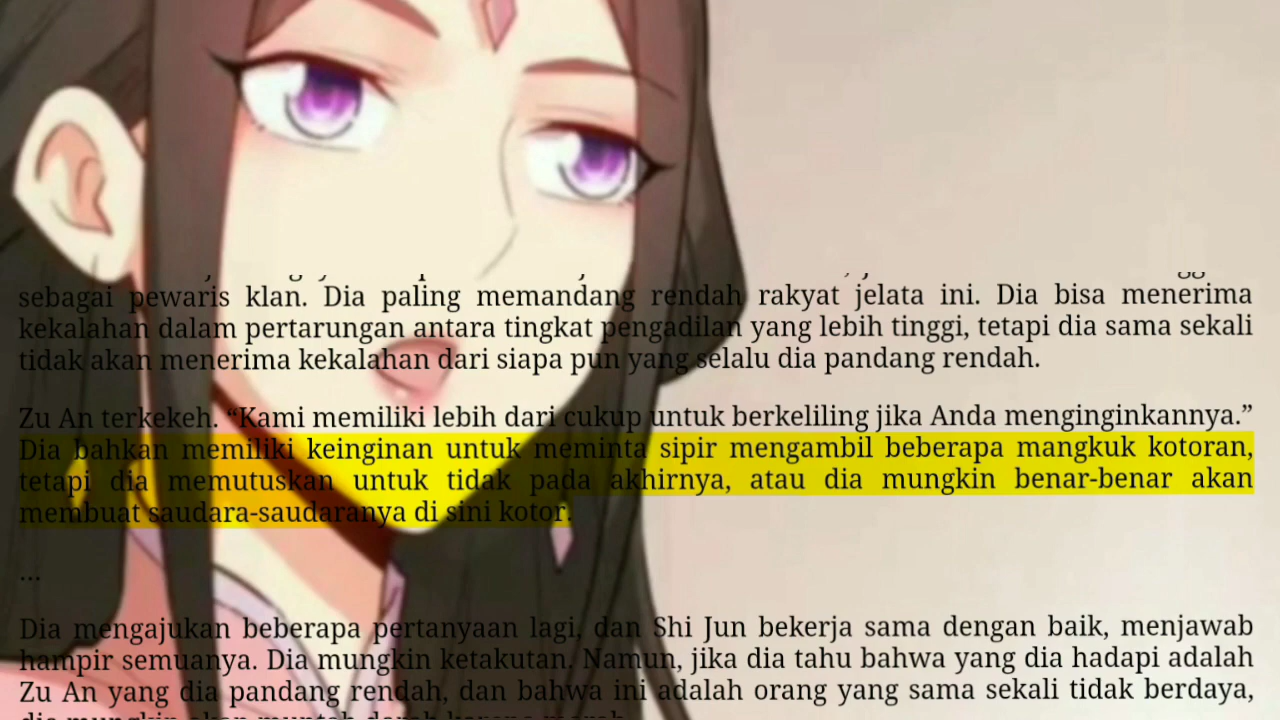 sebagai pewaris klan. Dia paling memandang rendah rakyat jelata ini. Dia bisa menerima
kekalahan dalam pertarungan antara tingkat pengadilan yang lebih tinggi, tetapi dia sama sekali
tidak akan menerima kekalahan dari siapa pun yang selalu dia pandang rendah.
Zu An terkekeh. “Kami memiliki lebih dari cukup untuk berkeliling jika Anda menginginkannya.”
Dia bahkan memiliki keinginan untuk meminta sipir mengambil beberapa mangkuk kotoran,
tetapi dia memutuskan untuk tidak pada akhirnya, atau dia mungkin benar-benar akan
membuat saudara-saudaranya di sini kotor.
...
Dia mengajukan beberapa pertanyaan lagi, dan Shi Jun bekerja sama dengan baik, menjawab
hampir semuanya. Dia mungkin ketakutan. Namun, jika dia tahu bahwa yang dia hadapi adalah
Zu An yang dia pandang rendah, dan bahwa ini adalah orang yang sama sekali tidak berdaya,